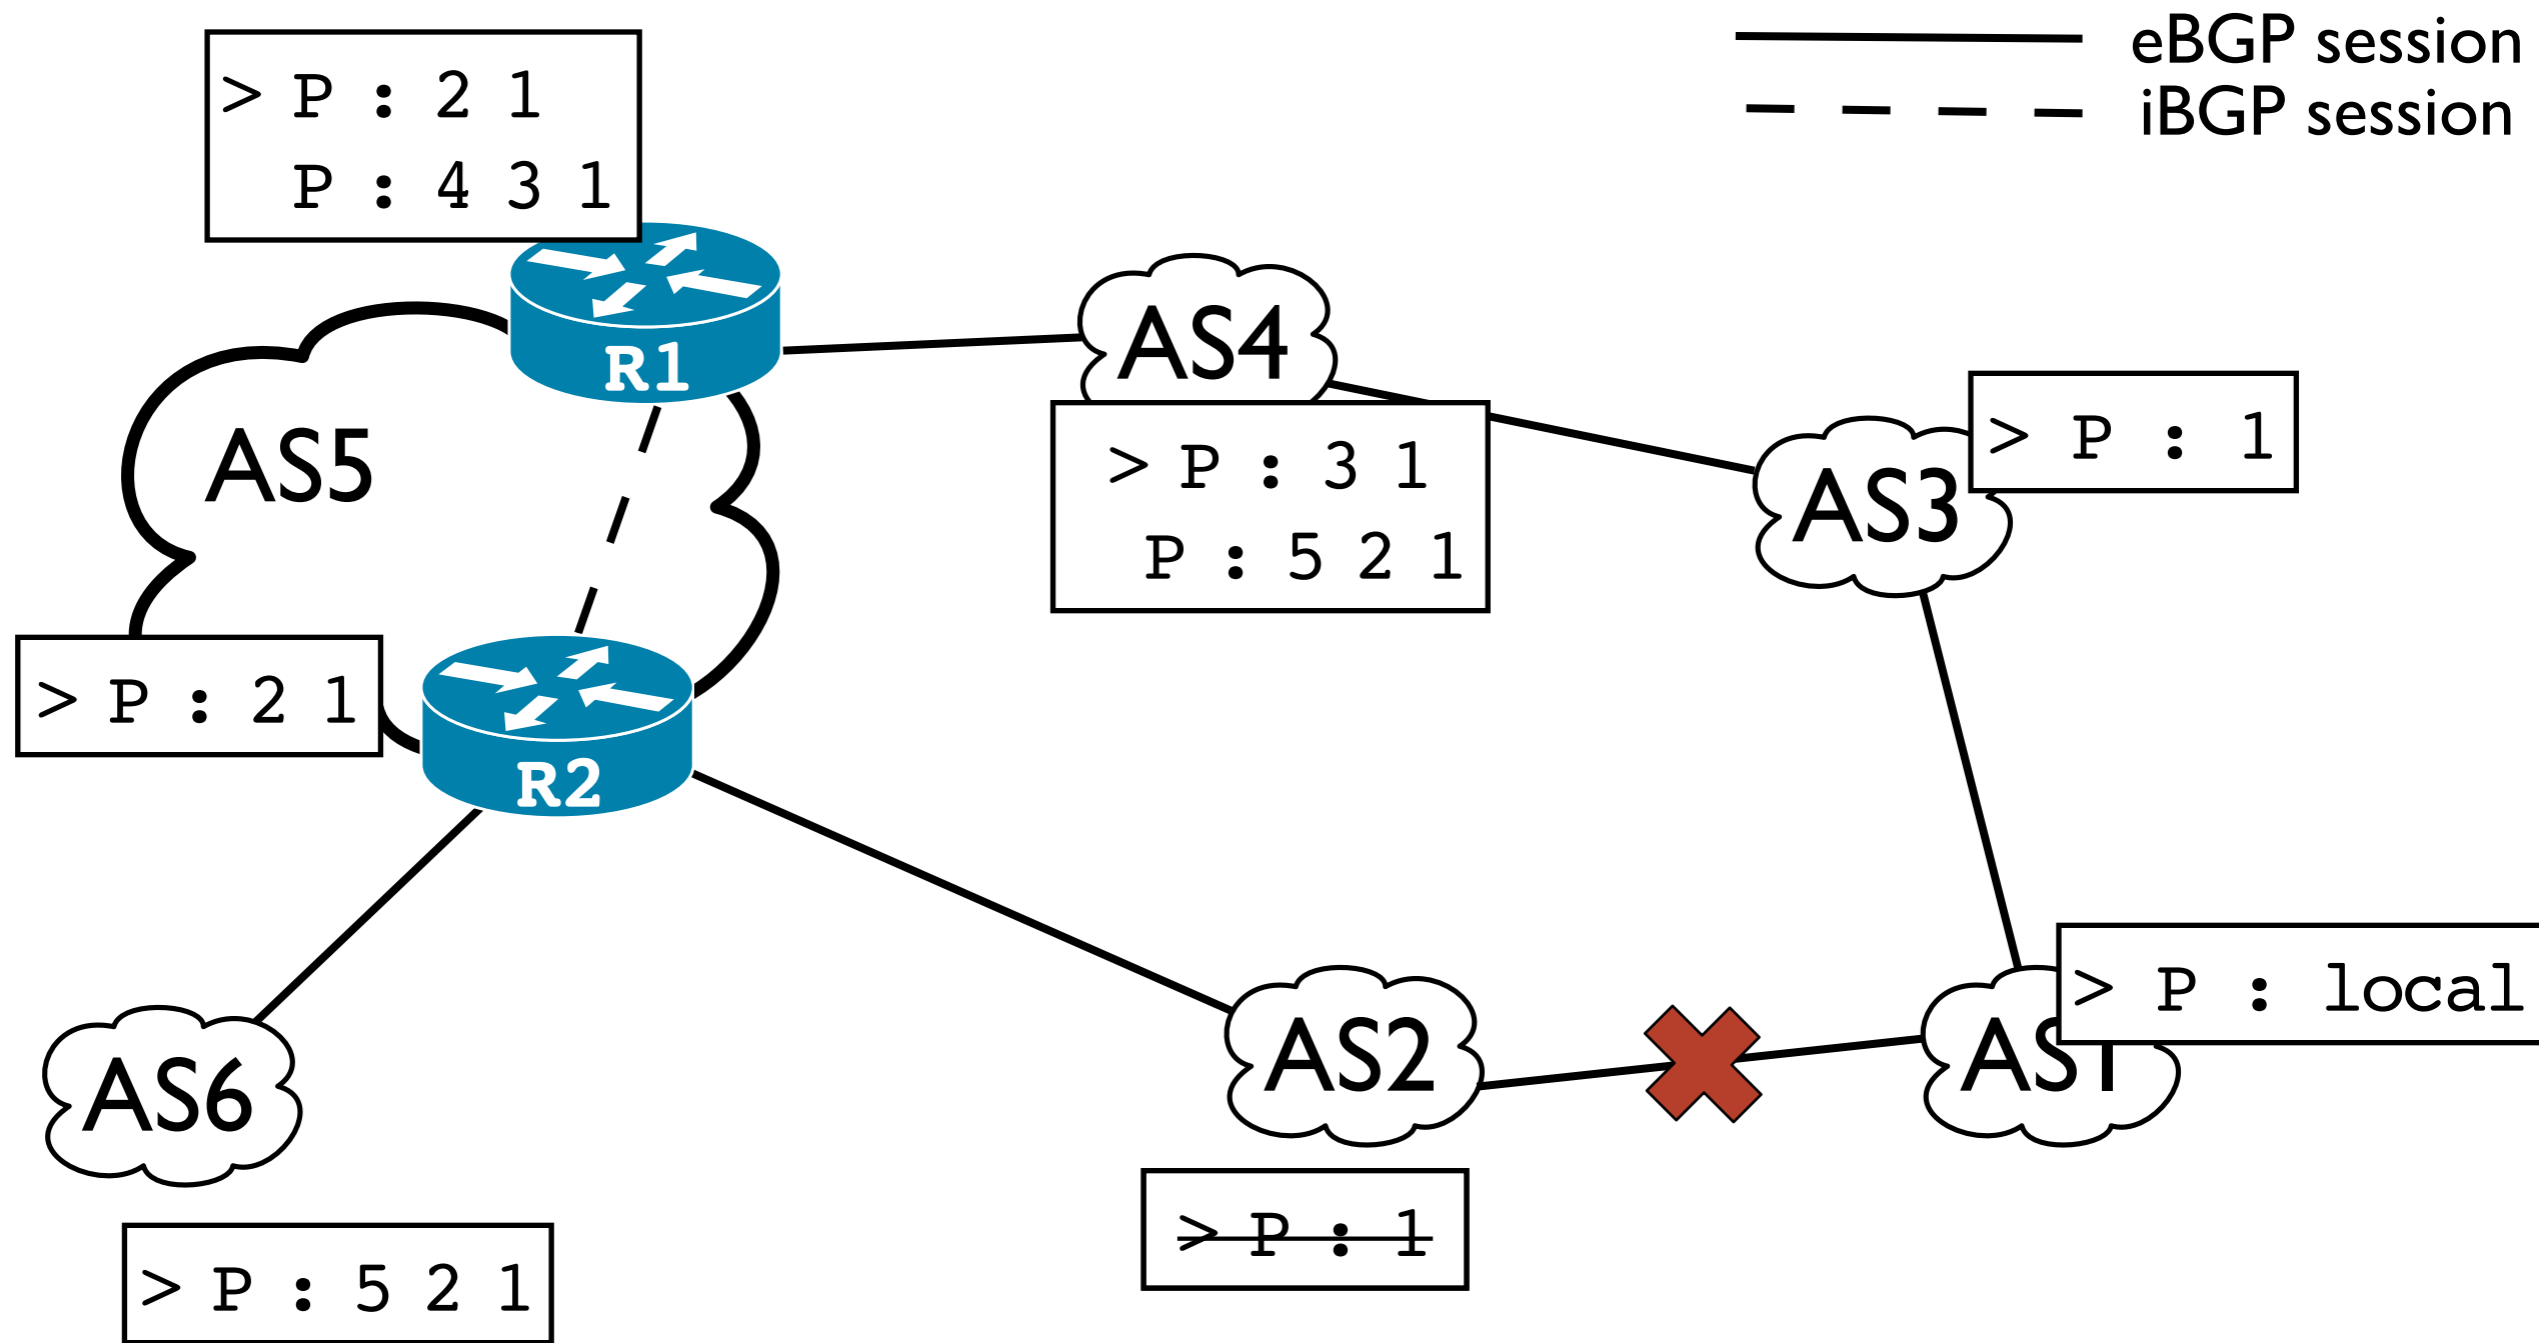 eBGP session
iBGP session
> P : 2 1
P : 4 3 1
R1
AS4
AS5
> P : 3 1
P : 5 2 1
> P : 1
AS3
> P : 2 1
R2
> P : local
AS1
AS2
AS6
> P : 1
> P : 5 2 1